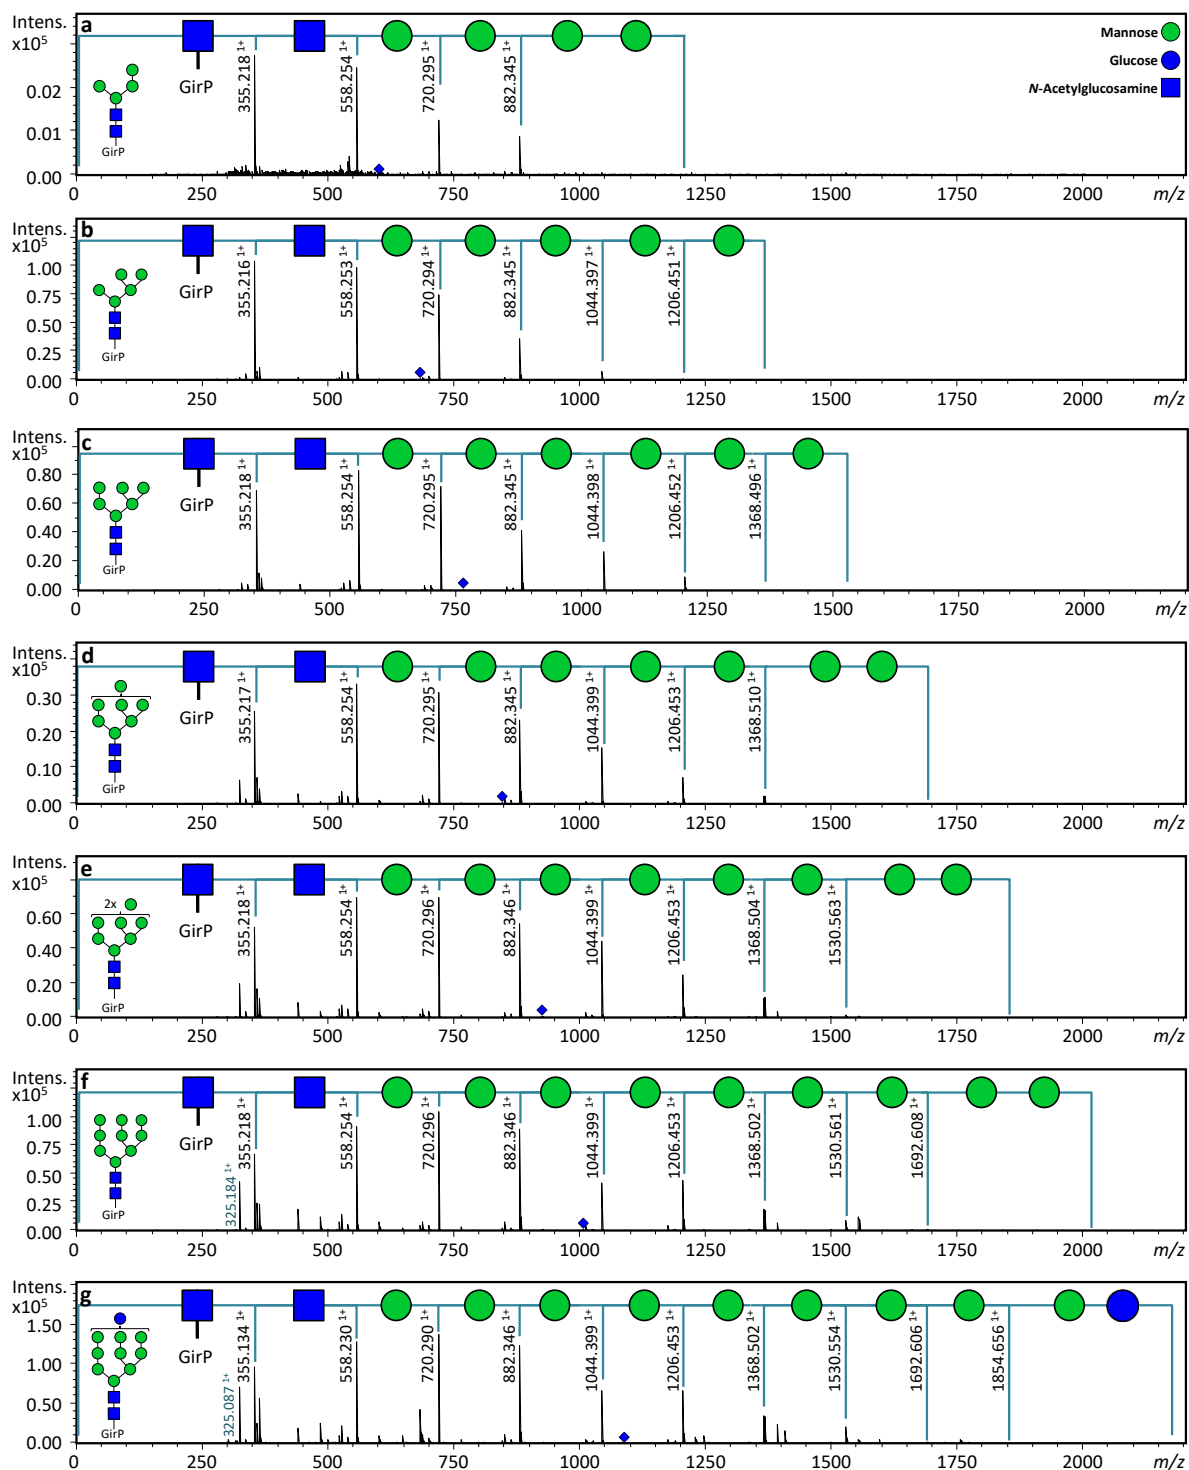 Intens.
x10⁵
a
Mannose
Glucose
N-Acetylglucosamine
GirP
355.218 1+
558.254 1+
720.295 1+
882.345 1+
0.02
0.01
0.00
GirP
0 250 500 750 1000 1250 1500 1750 2000 m/z
Intens.
x10⁵
b
GirP
355.216 1+
558.253 1+
720.294 1+
882.345 1+
1044.397 1+
1206.451 1+
1.00
0.75
0.50
0.25
0.00
GirP
0 250 500 750 1000 1250 1500 1750 2000 m/z
Intens.
x10⁵
c
GirP
355.218 1+
558.254 1+
720.295 1+
882.345 1+
1044.398 1+
1206.452 1+
1368.496 1+
0.80
0.60
0.40
0.20
0.00
GirP
0 250 500 750 1000 1250 1500 1750 2000 m/z
Intens.
x10⁵
d
GirP
355.217 1+
558.254 1+
720.295 1+
882.345 1+
1044.399 1+
1206.453 1+
1368.510 1+
0.30
0.20
0.10
0.00
GirP
0 250 500 750 1000 1250 1500 1750 2000 m/z
Intens.
x10⁵
e
2x
GirP
355.218 1+
558.254 1+
720.296 1+
882.346 1+
1044.399 1+
1206.453 1+
1368.504 1+
1530.563 1+
0.60
0.40
0.20
0.00
GirP
0 250 500 750 1000 1250 1500 1750 2000 m/z
Intens.
x10⁵
f
GirP
325.184 1+
355.218 1+
558.254 1+
720.296 1+
882.346 1+
1044.399 1+
1206.453 1+
1368.502 1+
1530.561 1+
1692.608 1+
1.00
0.75
0.50
0.25
0.00
GirP
0 250 500 750 1000 1250 1500 1750 2000 m/z
Intens.
x10⁵
g
GirP
325.087 1+
355.134 1+
558.230 1+
720.290 1+
882.346 1+
1044.399 1+
1206.453 1+
1368.502 1+
1530.554 1+
1692.606 1+
1854.656 1+
1.50
1.00
0.50
0.00
GirP
0 250 500 750 1000 1250 1500 1750 2000 m/z